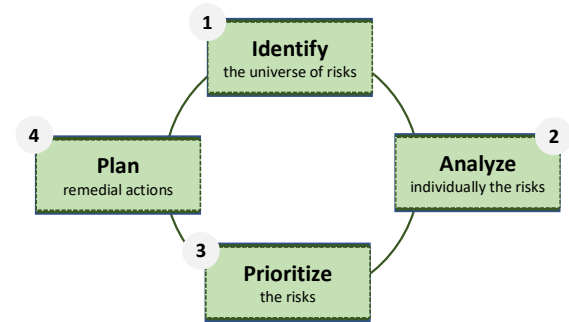 1
Identify
the universe of risks
2
Analyze
individually the risks
3
Prioritize
the risks
4
Plan
remedial actions